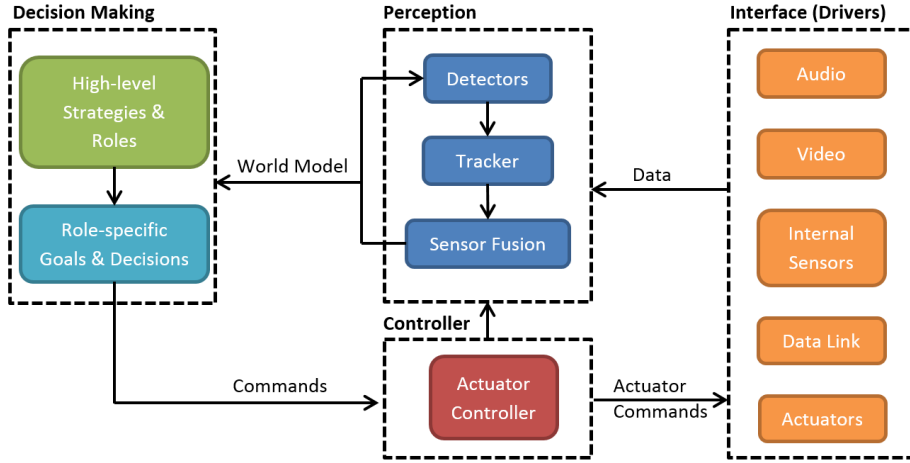 Decision Making
High-level
Strategies &
Roles
Role-specific
Goals & Decisions
World Model
Commands
Perception
Detectors
Tracker
Sensor Fusion
Controller
Actuator
Controller
Data
Actuator
Commands
Interface (Drivers)
Audio
Video
Internal
Sensors
Data Link
Actuators